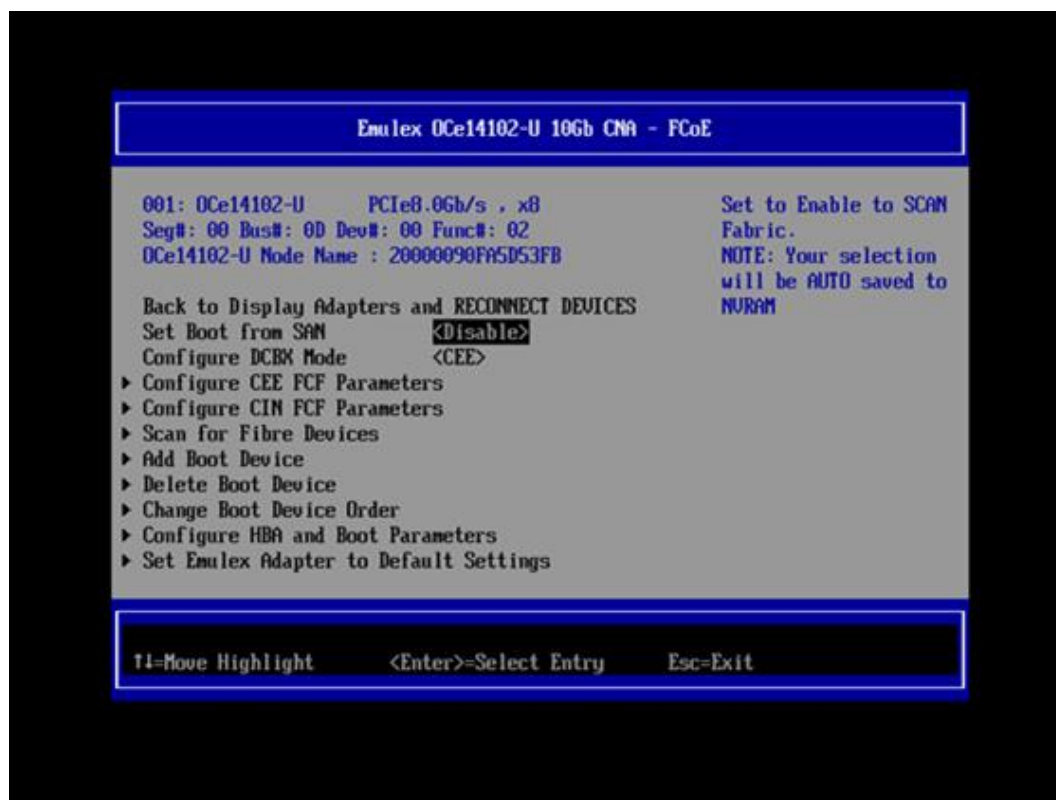 Emulex OCe14102-U 10Gb CNA - FCoE
001: OCe14102-U PCIe8.0Gb/s , x8
Seg#: 00 Bus#: 0D Dev#: 00 Func#: 02
OCe14102-U Node Name : 20000090FA5D53FB
Back to Display Adapters and RECONNECT DEVICES
Set Boot from SAN <Disable>
Configure DCBX Mode <CEE>
▶ Configure CEE FCF Parameters
▶ Configure CIN FCF Parameters
▶ Scan for Fibre Devices
▶ Add Boot Device
▶ Delete Boot Device
▶ Change Boot Device Order
▶ Configure HBA and Boot Parameters
▶ Set Emulex Adapter to Default Settings
Set to Enable to SCAN
Fabric.
NOTE: Your selection
will be AUTO saved to
NVRAM
↑↓=Move Highlight <Enter>=Select Entry Esc=Exit